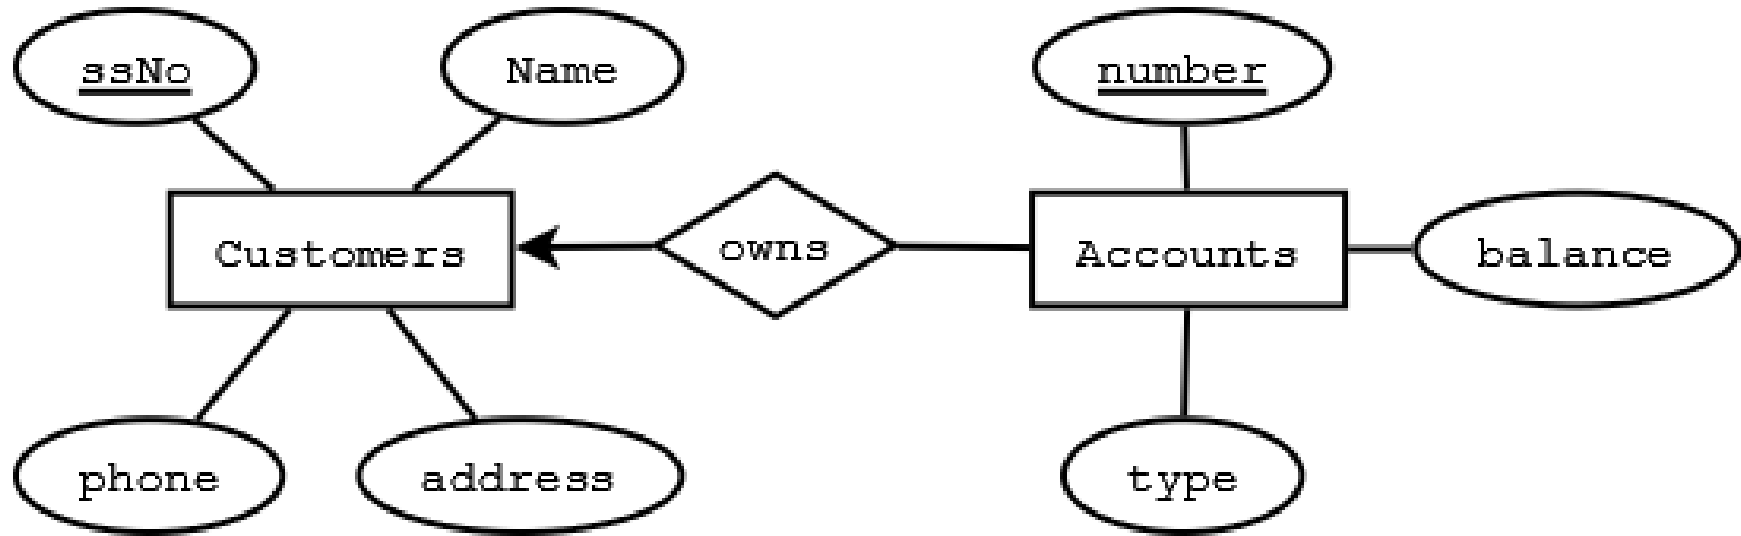 ssNo
Name
number
Customers
owns
Accounts
balance
phone
address
type